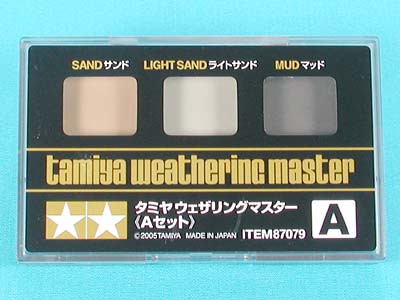 SANDサンド LIGHT SANDライトサンド MUDマッド
tamiya weathering master
タミヤ ウェザリングマスター
〈Aセット〉
©2005TAMIYA MADE IN JAPAN ITEM87079
A